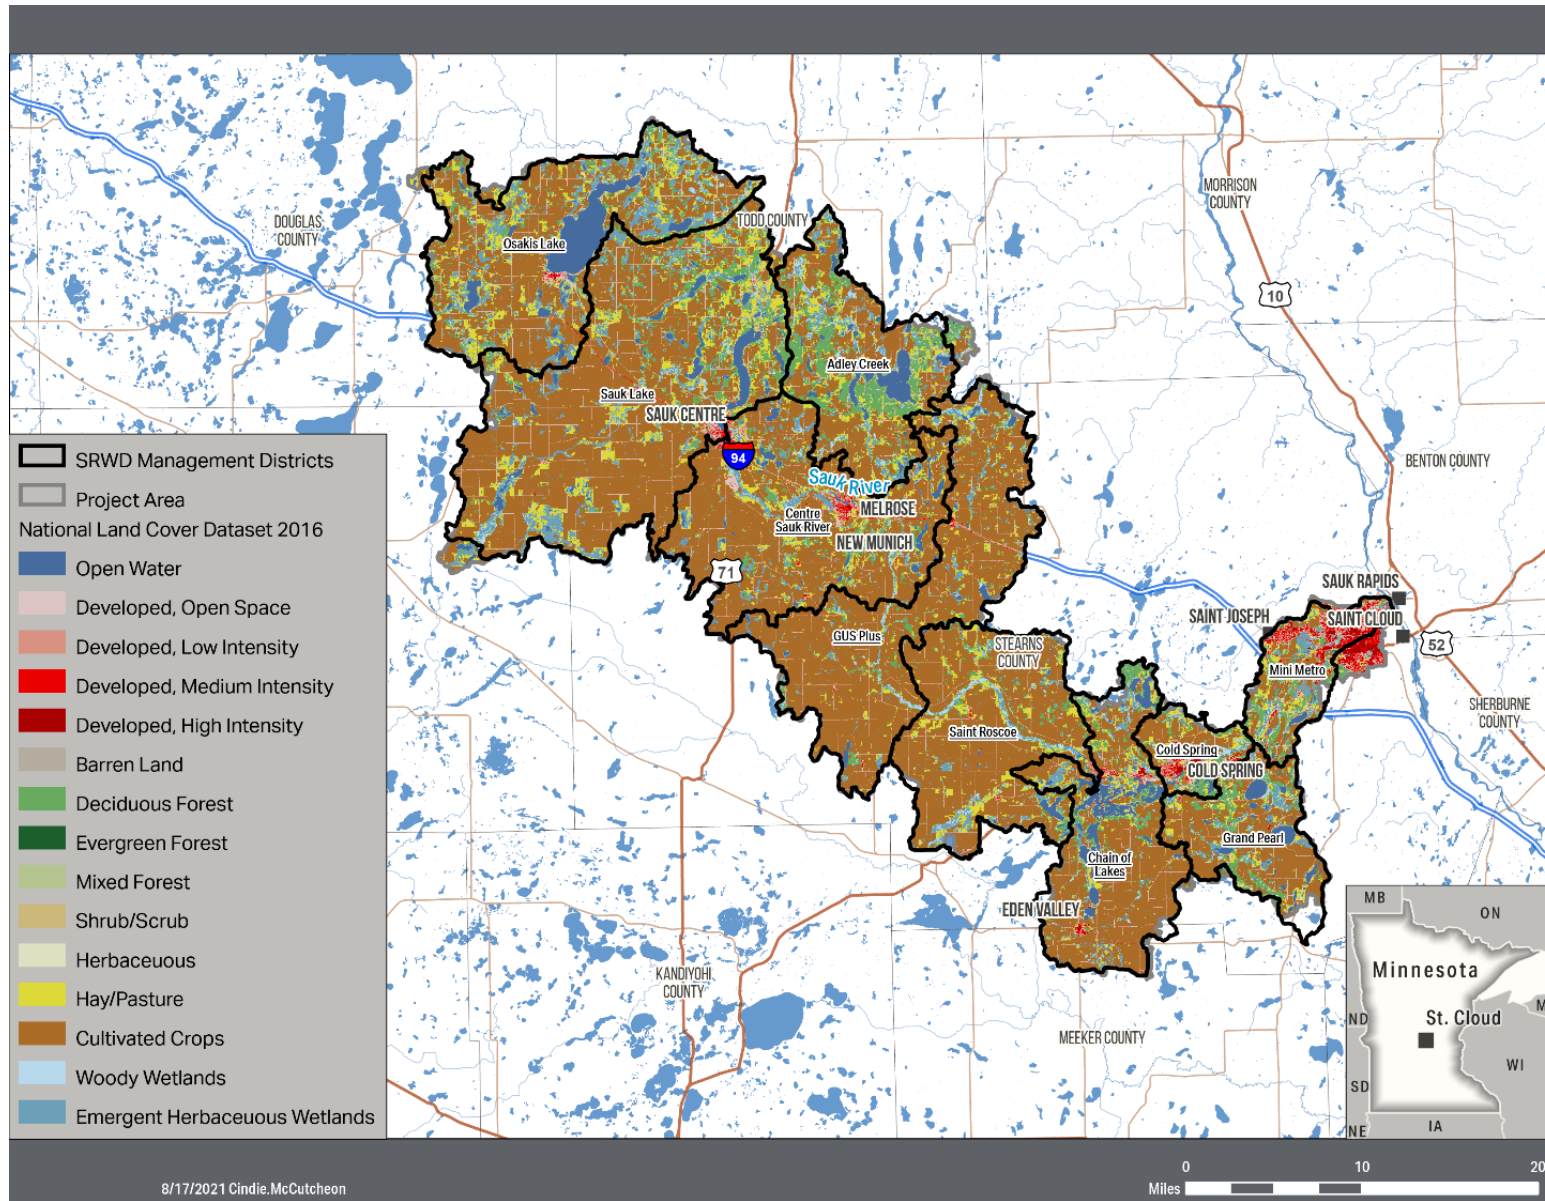 DOUGLAS
COUNTY
TODD COUNTY
MORRISON
COUNTY
Osakis Lake
10
Adley Creek
Sauk Lake
SAUK CENTRE
94
BENTON COUNTY
Sauk River
MELROSE
Centre
Sauk River
NEW MUNICH
71
SAUK RAPIDS
SAINT JOSEPH
SAINT CLOUD
52
GUS Plus
STEARNS
COUNTY
Mini Metro
SHERBURNE
COUNTY
Saint Roscoe
Cold Spring
COLD SPRING
Grand Pearl
Chain of
Lakes
EDEN VALLEY
KANDIYOHI
COUNTY
MEEKER COUNTY
SRWD Management Districts
Project Area
National Land Cover Dataset 2016
Open Water
Developed, Open Space
Developed, Low Intensity
Developed, Medium Intensity
Developed, High Intensity
Barren Land
Deciduous Forest
Evergreen Forest
Mixed Forest
Shrub/Scrub
Herbaceuous
Hay/Pasture
Cultivated Crops
Woody Wetlands
Emergent Herbaceuous Wetlands
MB
ON
Minnesota
M
ND
St. Cloud
WI
SD
NE
IA
8/17/2021 Cindie.McCutcheon
0 10 20
Miles